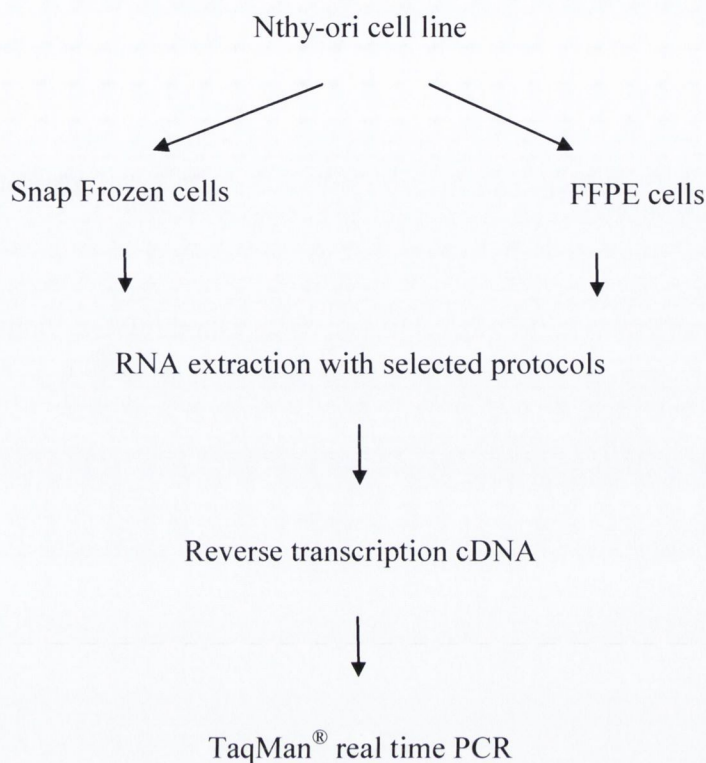 Nthy-ori cell line
Snap Frozen cells
FFPE cells
RNA extraction with selected protocols
Reverse transcription cDNA
TaqMan® real time PCR